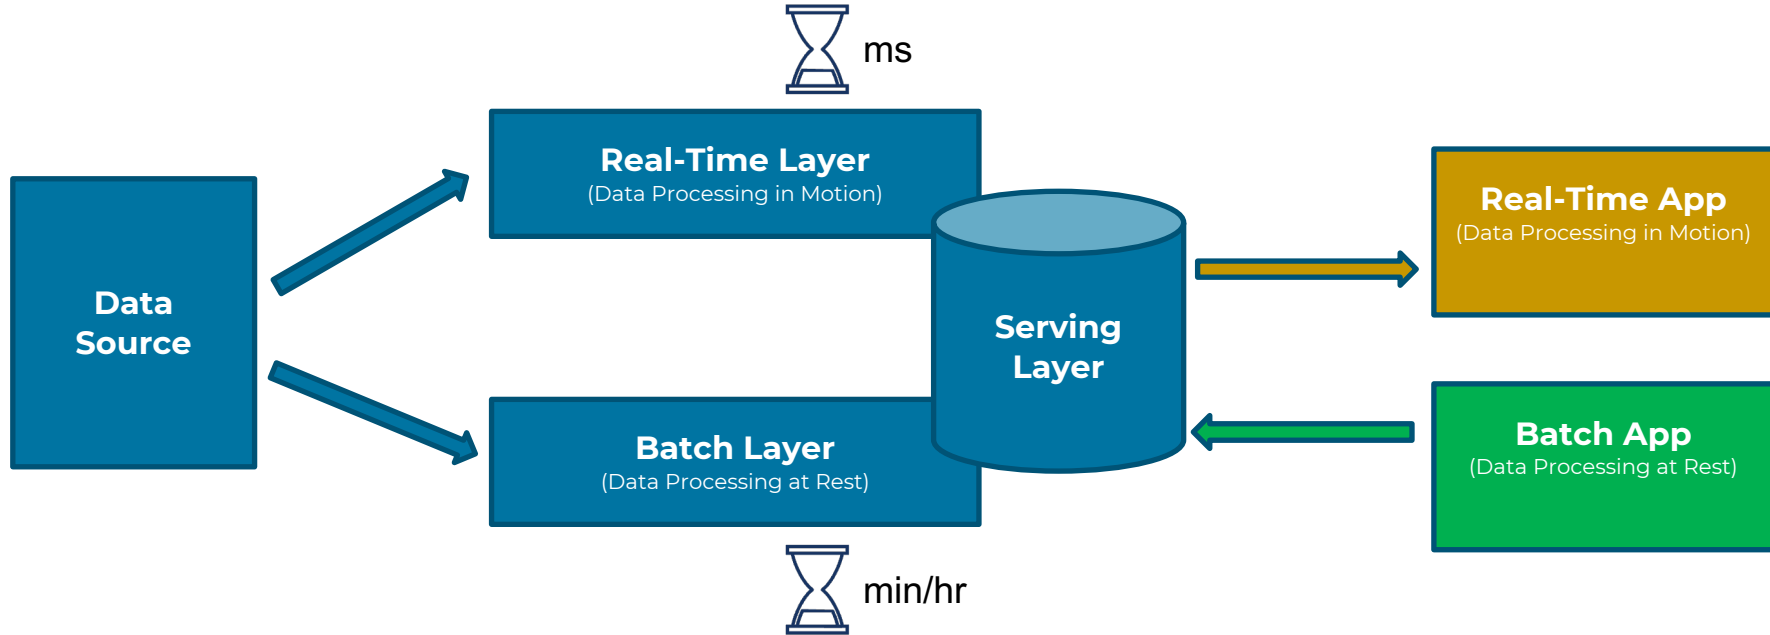 ms
Real-Time Layer
(Data Processing in Motion)
Data
Source
Serving
Layer
Real-Time App
(Data Processing in Motion)
Batch Layer
(Data Processing at Rest)
Batch App
(Data Processing at Rest)
min/hr